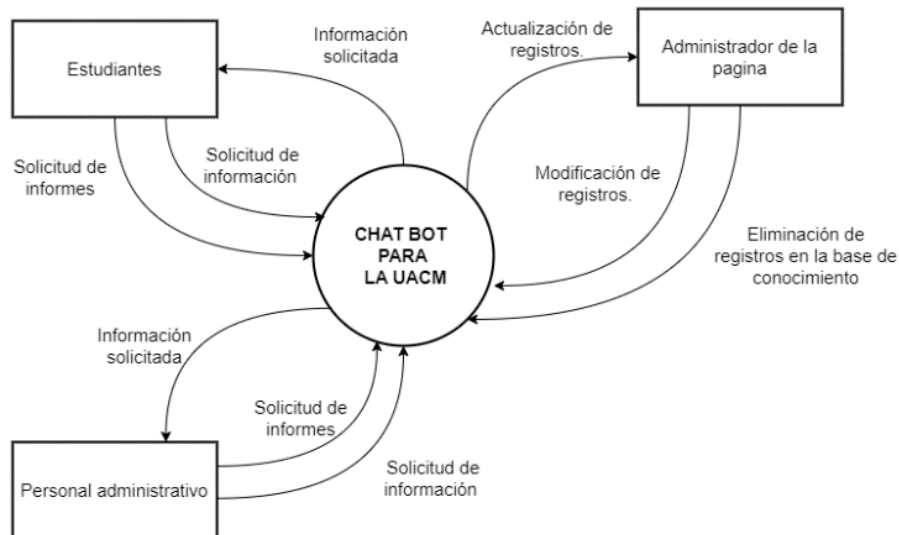 Estudiantes
Información
solicitada
Actualización de
registros.
Administrador de la
pagina
Solicitud de
informes
Solicitud de
información
Modificación de
registros.
CHAT BOT
PARA
LA UACM
Eliminación de
registros en la base de
conocimiento
Información
solicitada
Solicitud de
informes
Solicitud de
información
Personal administrativo